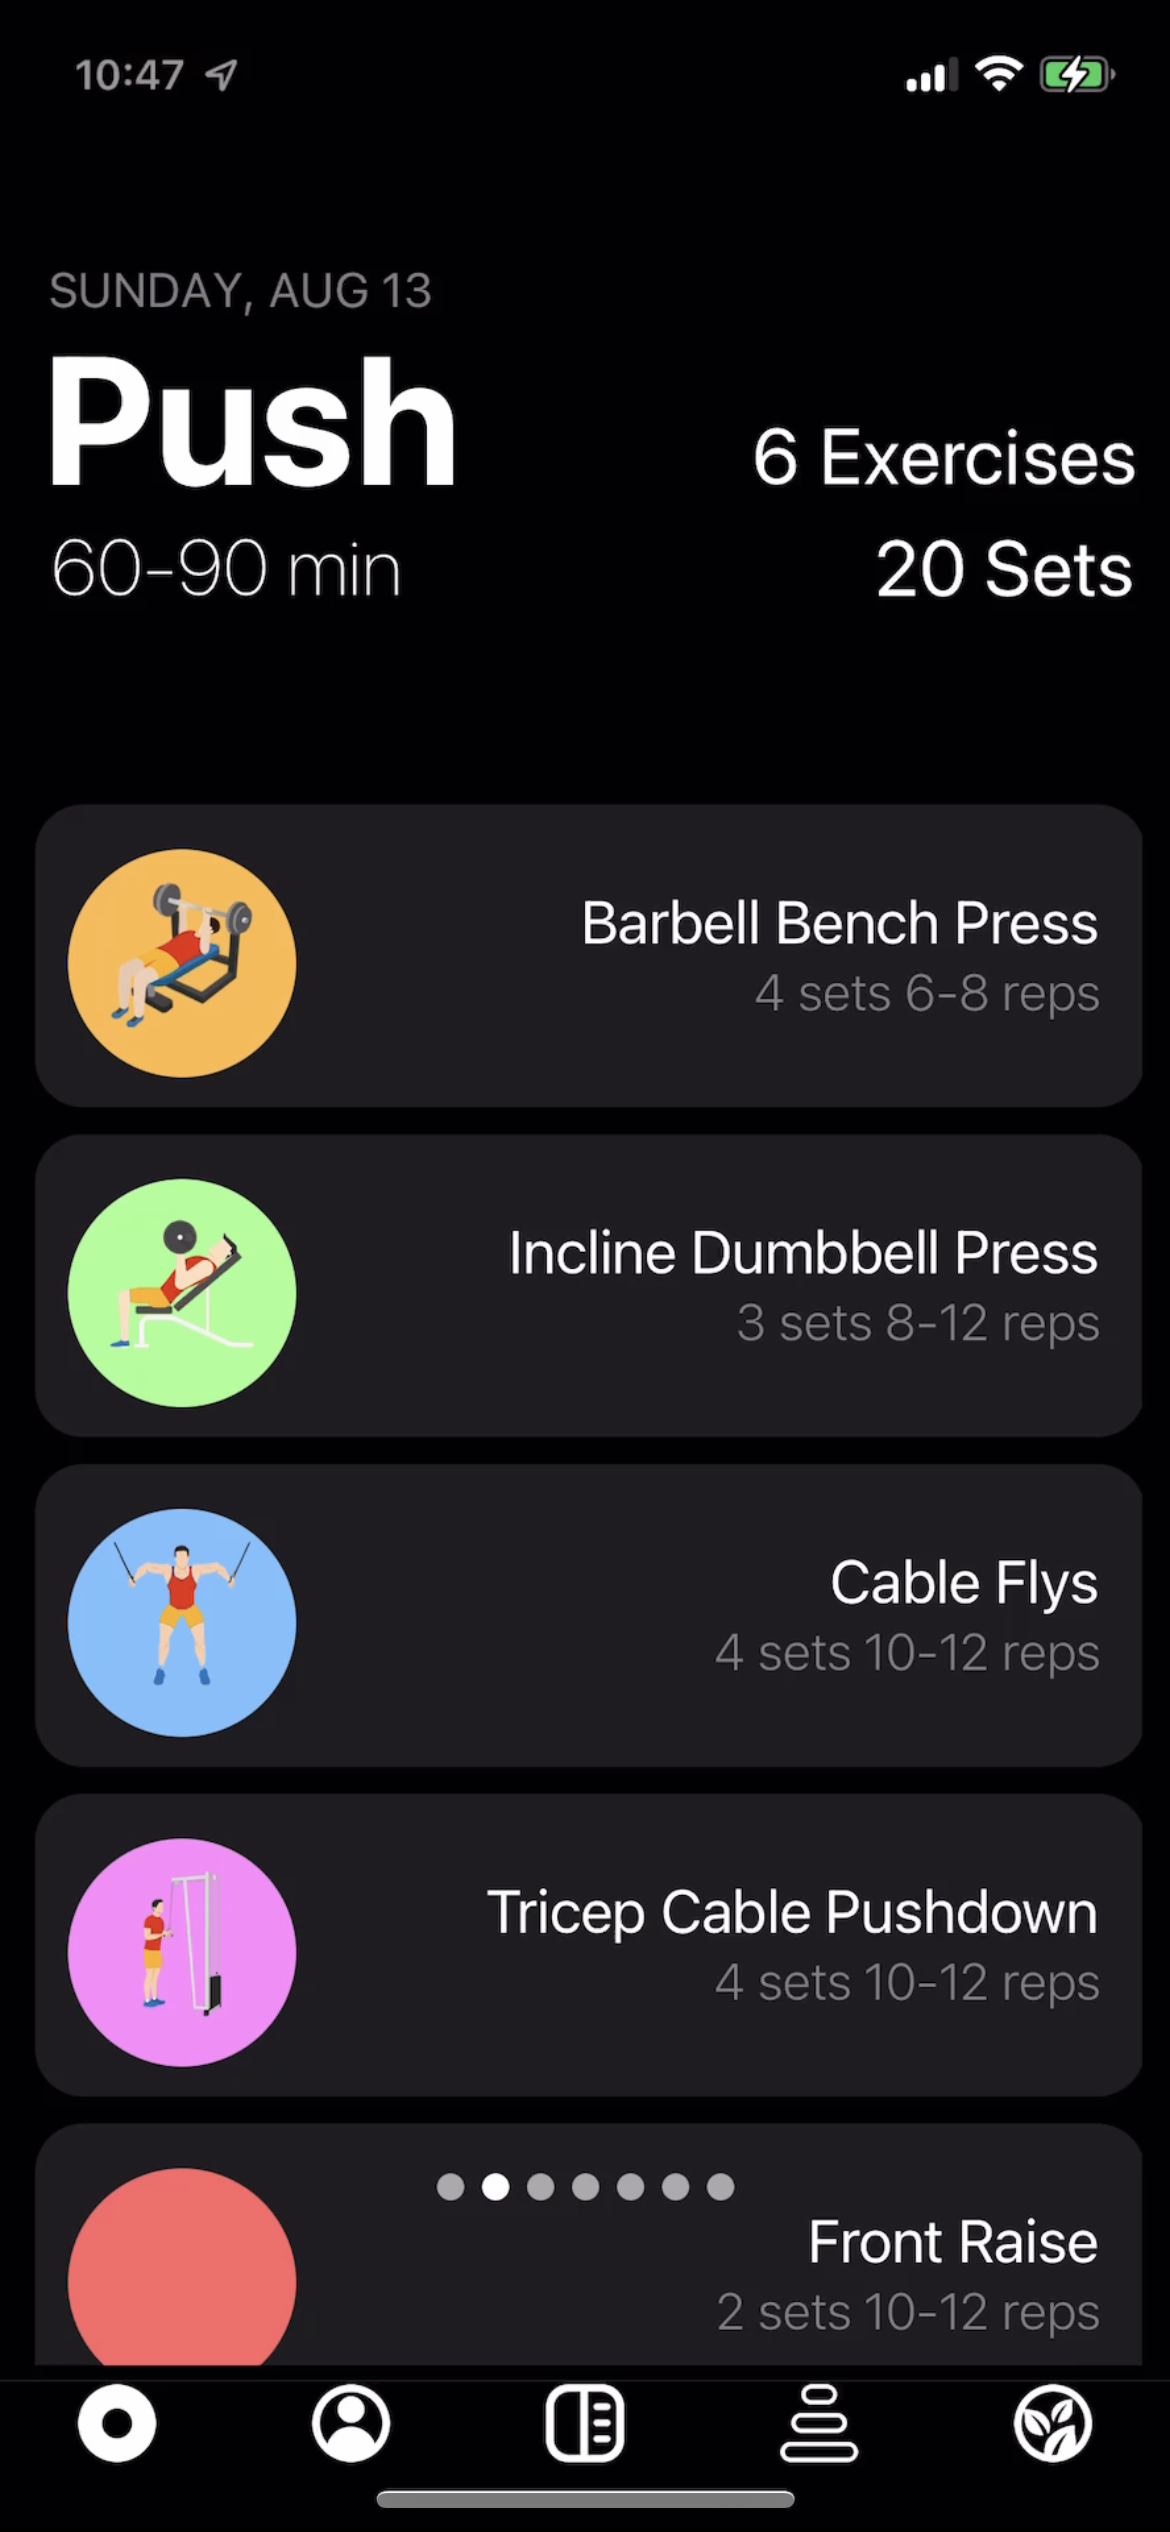 10:47
SUNDAY, AUG 13
Push
60-90 min
6 Exercises
20 Sets
Barbell Bench Press
4 sets 6-8 reps
Incline Dumbbell Press
3 sets 8-12 reps
Cable Flys
4 sets 10-12 reps
Tricep Cable Pushdown
4 sets 10-12 reps
Front Raise
2 sets 10-12 reps